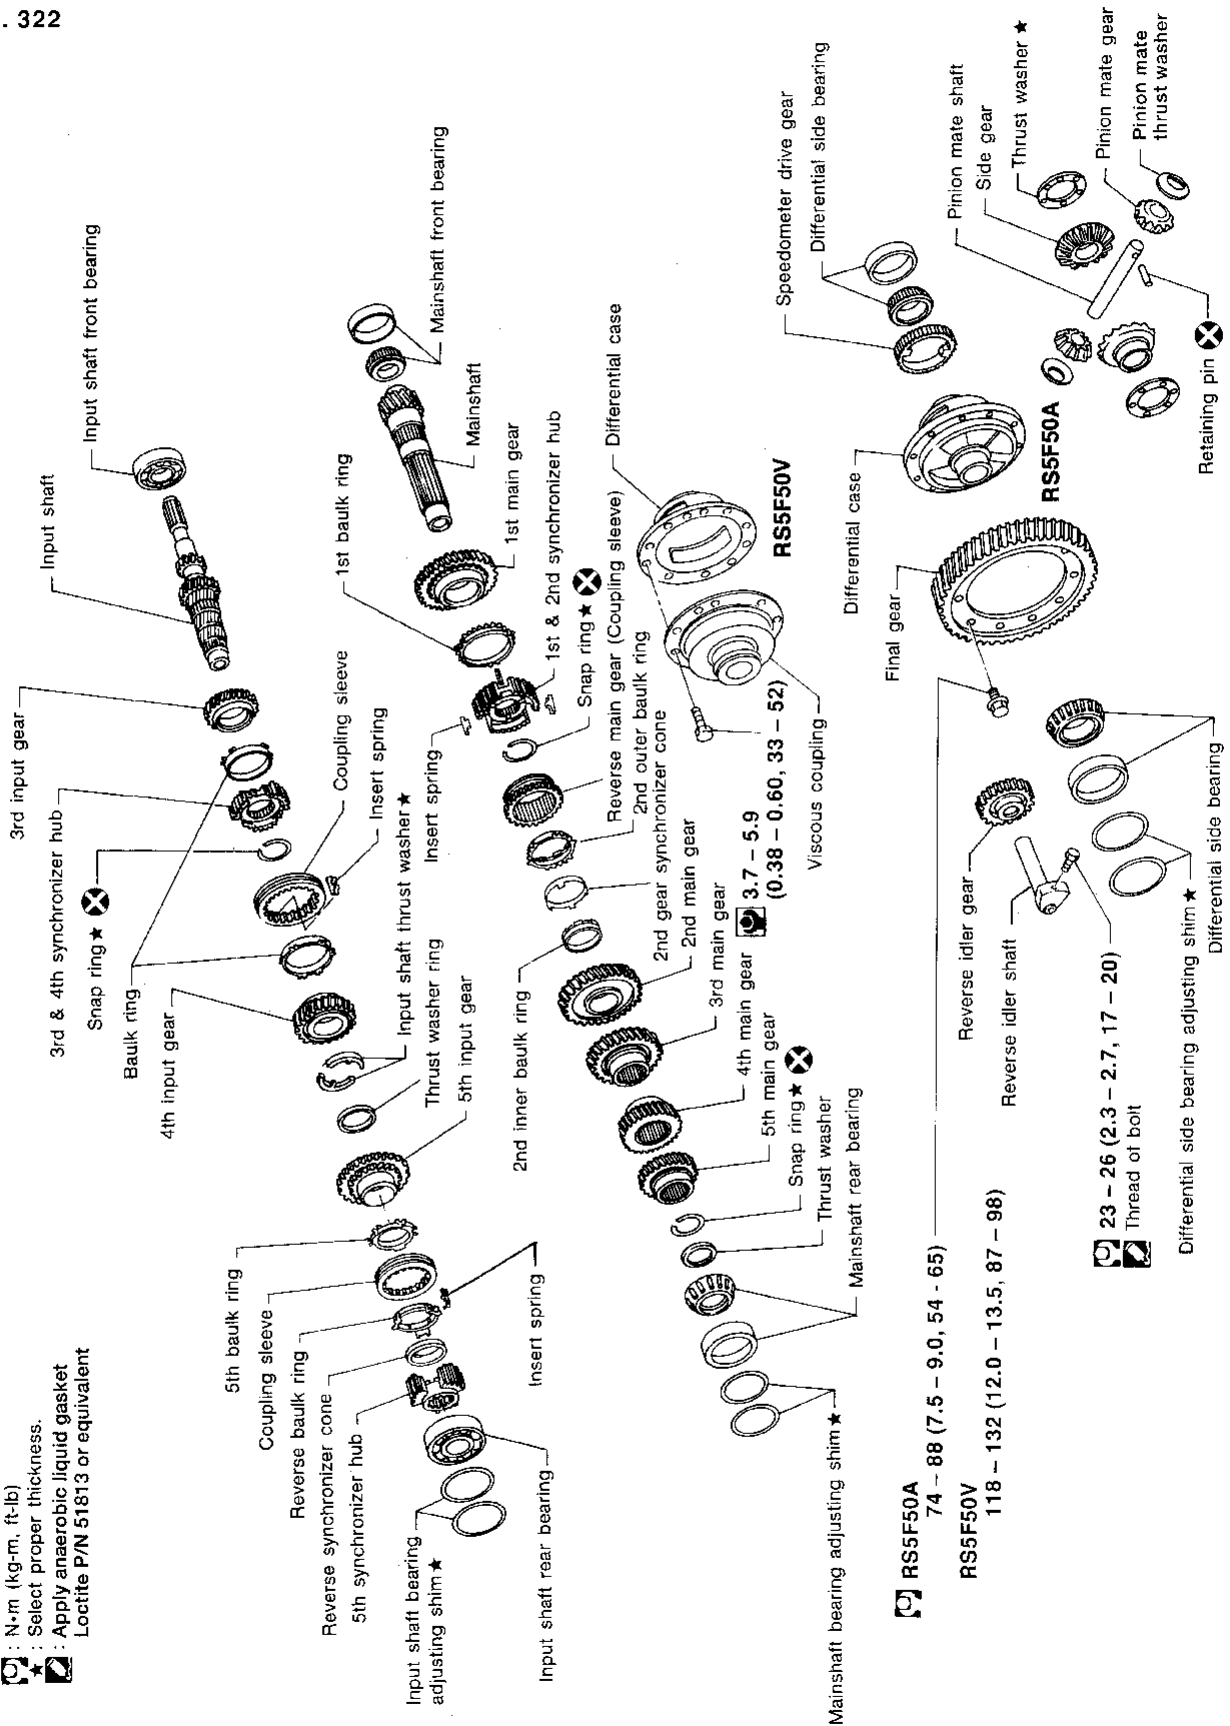 . 322
: N•m (kg-m, ft-lb)
★ : Select proper thickness.
: Apply anaerobic liquid gasket
Loctite P/N 51813 or equivalent
Input shaft front bearing
Input shaft
3rd input gear
3rd & 4th synchronizer hub
Snap ring ★
Baulk ring
4th input gear
Coupling sleeve
Insert spring
Input shaft thrust washer ★
Thrust washer ring
5th input gear
5th baulk ring
Coupling sleeve
Reverse baulk ring
Reverse synchronizer cone
5th synchronizer hub
Insert spring
Input shaft bearing
adjusting shim ★
Input shaft rear bearing
Mainshaft front bearing
Mainshaft
1st main gear
1st baulk ring
1st & 2nd synchronizer hub
Insert spring
Snap ring ★
Reverse main gear (Coupling sleeve)
2nd outer baulk ring
2nd gear synchronizer cone
2nd inner baulk ring
2nd main gear
3rd main gear
4th main gear
5th main gear
Snap ring ★
Thrust washer
Mainshaft rear bearing
Mainshaft bearing adjusting shim ★
Differential case
RS5F50V
3.7 – 5.9
(0.38 – 0.60, 33 – 52)
Viscous coupling
Speedometer drive gear
Differential side bearing
Pinion mate shaft
Side gear
Thrust washer ★
Pinion mate gear
Pinion mate
thrust washer
Retaining pin
RS5F50A
Differential case
Final gear
Reverse idler gear
Reverse idler shaft
23 – 26 (2.3 – 2.7, 17 – 20)
Thread of bolt
Differential side bearing adjusting shim ★
Differential side bearing
RS5F50A
74 – 88 (7.5 – 9.0, 54 - 65)
RS5F50V
118 – 132 (12.0 – 13.5, 87 – 98)